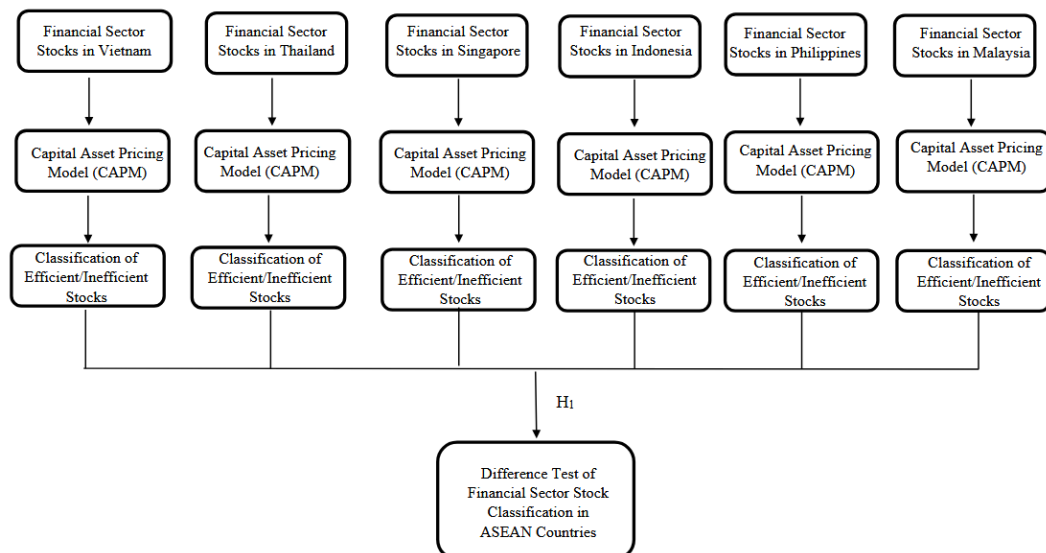 Financial Sector
Stocks in Vietnam
Financial Sector
Stocks in Thailand
Financial Sector
Stocks in Singapore
Financial Sector
Stocks in Indonesia
Financial Sector
Stocks in Philippines
Financial Sector
Stocks in Malaysia
Capital Asset Pricing
Model (CAPM)
Capital Asset Pricing
Model (CAPM)
Capital Asset Pricing
Model (CAPM)
Capital Asset Pricing
Model (CAPM)
Capital Asset Pricing
Model (CAPM)
Capital Asset Pricing
Model (CAPM)
Classification of
Efficient/Inefficient
Stocks
Classification of
Efficient/Inefficient
Stocks
Classification of
Efficient/Inefficient
Stocks
Classification of
Efficient/Inefficient
Stocks
Classification of
Efficient/Inefficient
Stocks
Classification of
Efficient/Inefficient
Stocks
H1
Difference Test of
Financial Sector Stock
Classification in
ASEAN Countries